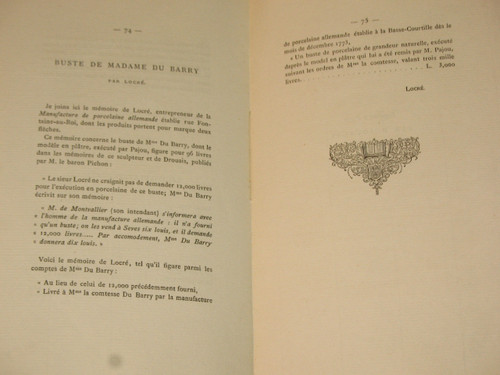 — 74 —
BUSTE DE MADAME DU BARRY
PAR LOCRÉ.
Je joins ici le mémoire de Locré, entrepreneur de la
Manufacture de porcelaine allemande établie rue Fon-
taine-au-Roi, dont les produits portent pour marque deux
flèches.
Ce mémoire concerne le buste de Mme Du Barry, dont le
modèle en plâtre, exécuté par Pajou, figure pour 96 livres
dans les mémoires de ce sculpteur et de Drouais, publiés
par M. le baron Pichon :
« Le sieur Locré ne craignit pas de demander 12,000 livres
pour l'exécution en porcelaine de ce buste; Mme Du Barry
écrivit sur son mémoire :
« M. de Montvallier (son intendant) s'informera avec
« l'homme de la manufacture allemande : il n'a fourni
« qu'un buste; on les vend à Seves six louis, et il demande
« 12,000 livres. — Par accomodement, Mme Du Barry
« donnera dix louis. »
Voici le mémoire de Locré, tel qu'il figure parmi les
comptes de Mme Du Barry :
« Au lieu de celui de 12,000 précédemment fourni,
« Livré à Mme la comtesse Du Barry par la manufacture
— 75 —
de porcelaine allemande établie à la Basse-Courtille dès le
mois de décembre 1773,
« Un buste de porcelaine de grandeur naturelle, exécuté
depuis le model en plâtre qui lui a été remis par M. Pajou,
suivant les ordres de Mme la comtesse, valant trois mille
livres. . . . . . . . L. 3,000
LOCRÉ.